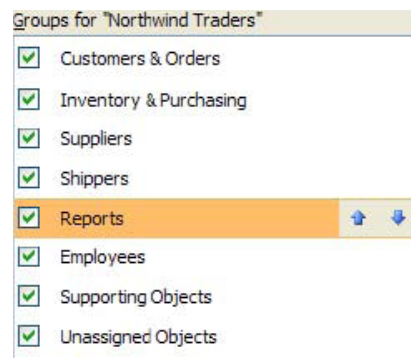 Groups for "Northwind Traders"
Customers & Orders
Inventory & Purchasing
Suppliers
Shippers
Reports
Employees
Supporting Objects
Unassigned Objects